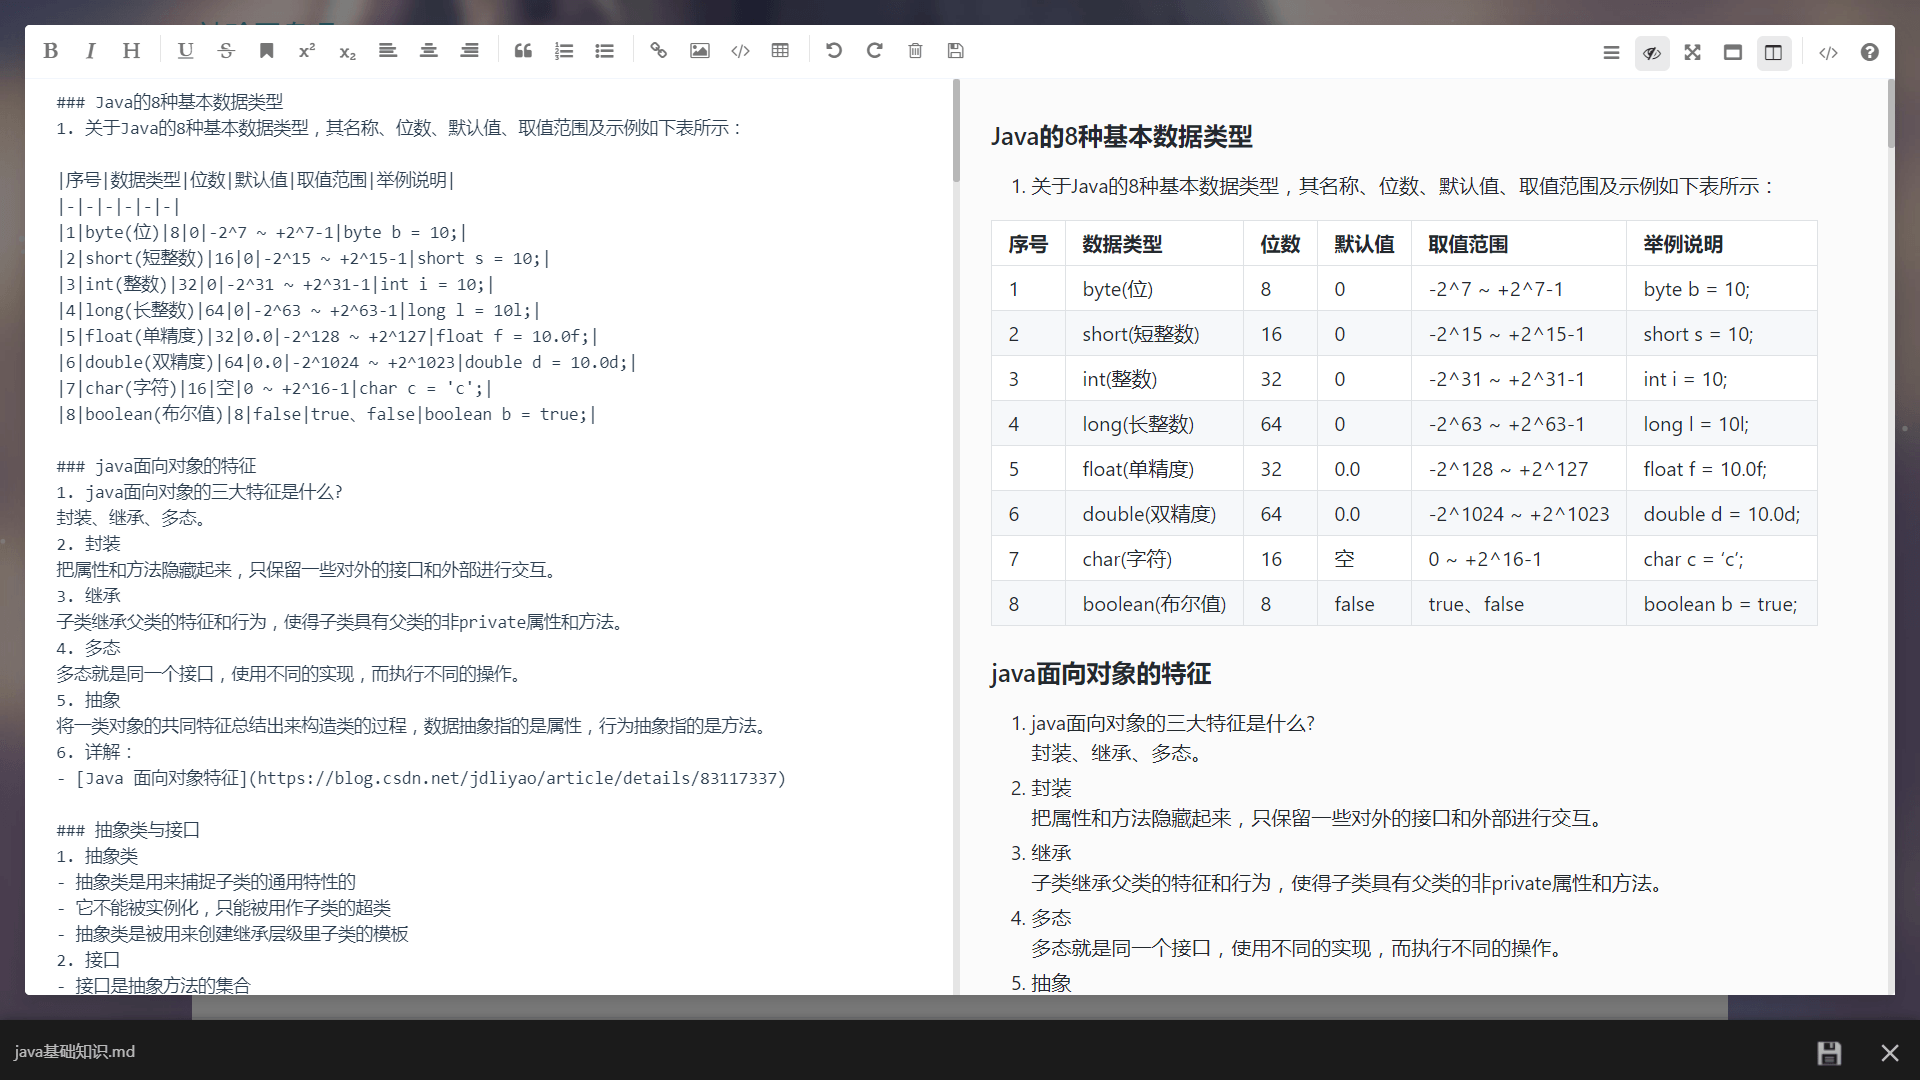 ### Java的8种基本数据类型
1. 关于Java的8种基本数据类型，其名称、位数、默认值、取值范围及示例如下表所示：
|序号|数据类型|位数|默认值|取值范围|举例说明|
|-|-|-|-|-|-|
|1|byte(位)|8|0|-2^7 ~ +2^7-1|byte b = 10;|
|2|short(短整数)|16|0|-2^15 ~ +2^15-1|short s = 10;|
|3|int(整数)|32|0|-2^31 ~ +2^31-1|int i = 10;|
|4|long(长整数)|64|0|-2^63 ~ +2^63-1|long l = 10l;|
|5|float(单精度)|32|0.0|-2^128 ~ +2^127|float f = 10.0f;|
|6|double(双精度)|64|0.0|-2^1024 ~ +2^1023|double d = 10.0d;|
|7|char(字符)|16|空|0 ~ +2^16-1|char c = 'c';|
|8|boolean(布尔值)|8|false|true、false|boolean b = true;|
### java面向对象的特征
1. java面向对象的三大特征是什么?
封装、继承、多态。
2. 封装
把属性和方法隐藏起来，只保留一些对外的接口和外部进行交互。
3. 继承
子类继承父类的特征和行为，使得子类具有父类的非private属性和方法。
4. 多态
多态就是同一个接口，使用不同的实现，而执行不同的操作。
5. 抽象
将一类对象的共同特征总结出来构造类的过程，数据抽象指的是属性，行为抽象指的是方法。
6. 详解：
- [Java 面向对象特征](https://blog.csdn.net/jdliyao/article/details/83117337)
### 抽象类与接口
1. 抽象类
- 抽象类是用来捕捉子类的通用特性的
- 它不能被实例化，只能被用作子类的超类
- 抽象类是被用来创建继承层级里子类的模板
2. 接口
- 接口是抽象方法的集合
Java的8种基本数据类型
1. 关于Java的8种基本数据类型，其名称、位数、默认值、取值范围及示例如下表所示：
序号 数据类型 位数 默认值 取值范围 举例说明
1 byte(位) 8 0 -2^7 ~ +2^7-1 byte b = 10;
2 short(短整数) 16 0 -2^15 ~ +2^15-1 short s = 10;
3 int(整数) 32 0 -2^31 ~ +2^31-1 int i = 10;
4 long(长整数) 64 0 -2^63 ~ +2^63-1 long l = 10l;
5 float(单精度) 32 0.0 -2^128 ~ +2^127 float f = 10.0f;
6 double(双精度) 64 0.0 -2^1024 ~ +2^1023 double d = 10.0d;
7 char(字符) 16 空 0 ~ +2^16-1 char c = ‘c’;
8 boolean(布尔值) 8 false true、false boolean b = true;
java面向对象的特征
1. java面向对象的三大特征是什么?
封装、继承、多态。
2. 封装
把属性和方法隐藏起来，只保留一些对外的接口和外部进行交互。
3. 继承
子类继承父类的特征和行为，使得子类具有父类的非private属性和方法。
4. 多态
多态就是同一个接口，使用不同的实现，而执行不同的操作。
5. 抽象
java基础知识.md